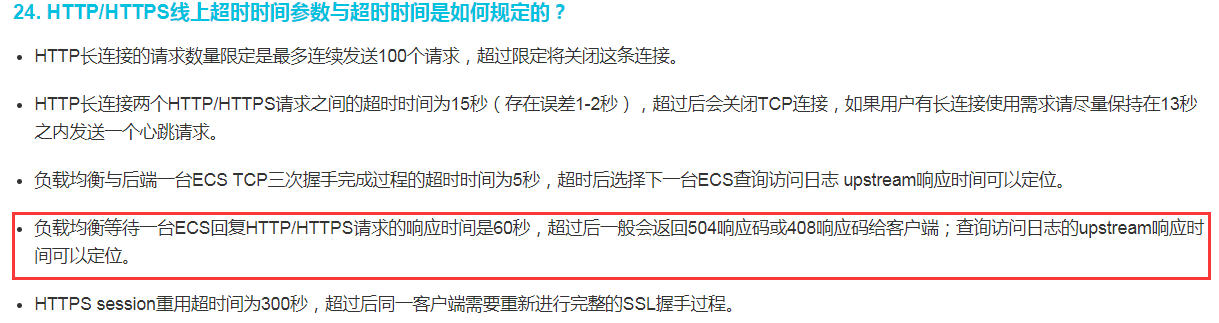 24. HTTP/HTTPS线上超时时间参数与超时时间是如何规定的？
HTTP长连接的请求数量限定是最多连续发送100个请求，超过限定将关闭这条连接。
HTTP长连接两个HTTP/HTTPS请求之间的超时时间为15秒（存在误差1-2秒），超过后会关闭TCP连接，如果用户有长连接使用需求请尽量保持在13秒
之内发送一个心跳请求。
负载均衡与后端一台ECS TCP三次握手完成过程的超时时间为5秒，超时后选择下一台ECS查询访问日志 upstream响应时间可以定位。
负载均衡等待一台ECS回复HTTP/HTTPS请求的响应时间是60秒，超过后一般会返回504响应码或408响应码给客户端；查询访问日志的upstream响应时
间可以定位。
HTTPS session重用超时时间为300秒，超过后同一客户端需要重新进行完整的SSL握手过程。